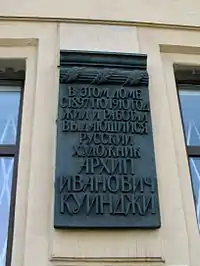 В ЭТОМ ДОМЕ
С 1897 ПО 1910 ГОД
ЖИЛ И РАБОТАЛ
ВЫДАЮЩИЙСЯ
РУССКИЙ
ХУДОЖНИК
АРХИП
ИВАНОВИЧ
КУИНДЖИ